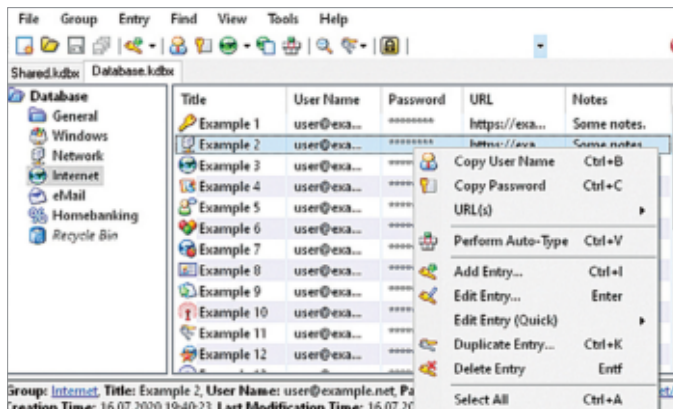 File Group Entry Find View Tools Help
Shared.kdbx Database.kdbx
Database
General
Windows
Network
Internet
eMail
Homebanking
Recycle Bin
Title User Name Password URL Notes
Example 1 user@exa... ******** https://exa... Some notes.
Example 2 user@exa... ******** https://exa... Some notes.
Example 3 user@exa...
Example 4 user@exa...
Example 5 user@exa...
Example 6 user@exa...
Example 7 user@exa...
Example 8 user@exa...
Example 9 user@exa...
Example 10 user@exa...
Example 11 user@exa...
Example 12 user@exa...
Copy User Name Ctrl+B
Copy Password Ctrl+C
URL(s)
Perform Auto-Type Ctrl+V
Add Entry... Ctrl+I
Edit Entry... Enter
Edit Entry (Quick)
Duplicate Entry... Ctrl+K
Delete Entry Entf
Select All Ctrl+A
Group: Internet, Title: Example 2, User Name: user@example.net, Pa
Creation Time: 16.07.2020 19:40:23, Last Modification Time: 16.07.20